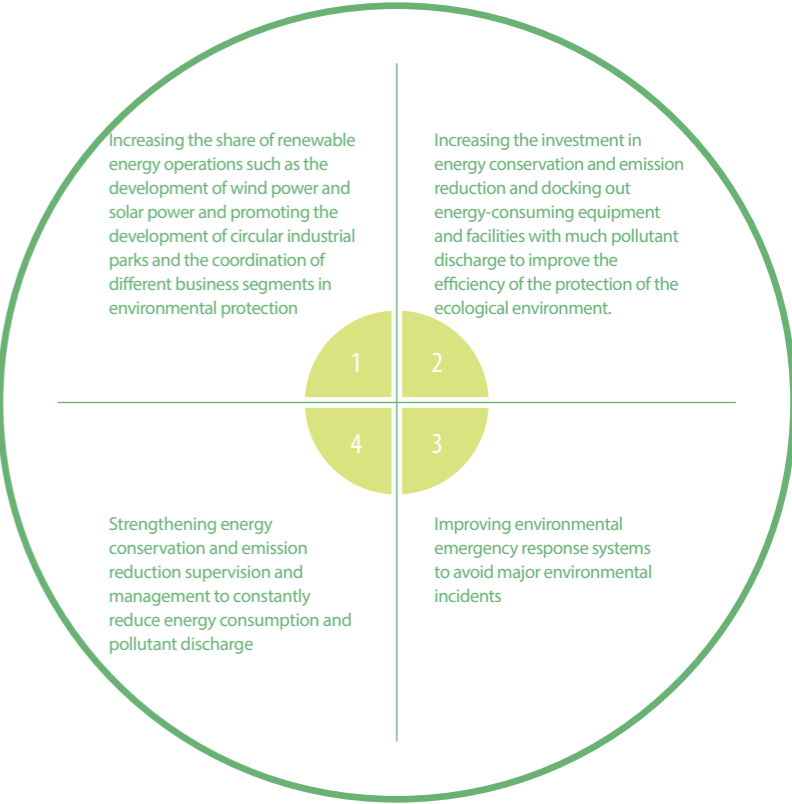 Increasing the share of renewable
energy operations such as the
development of wind power and
solar power and promoting the
development of circular industrial
parks and the coordination of
different business segments in
environmental protection
Increasing the investment in
energy conservation and emission
reduction and docking out
energy-consuming equipment
and facilities with much pollutant
discharge to improve the
efficiency of the protection of the
ecological environment.
1
2
4
3
Strengthening energy
conservation and emission
reduction supervision and
management to constantly
reduce energy consumption and
pollutant discharge
Improving environmental
emergency response systems
to avoid major environmental
incidents